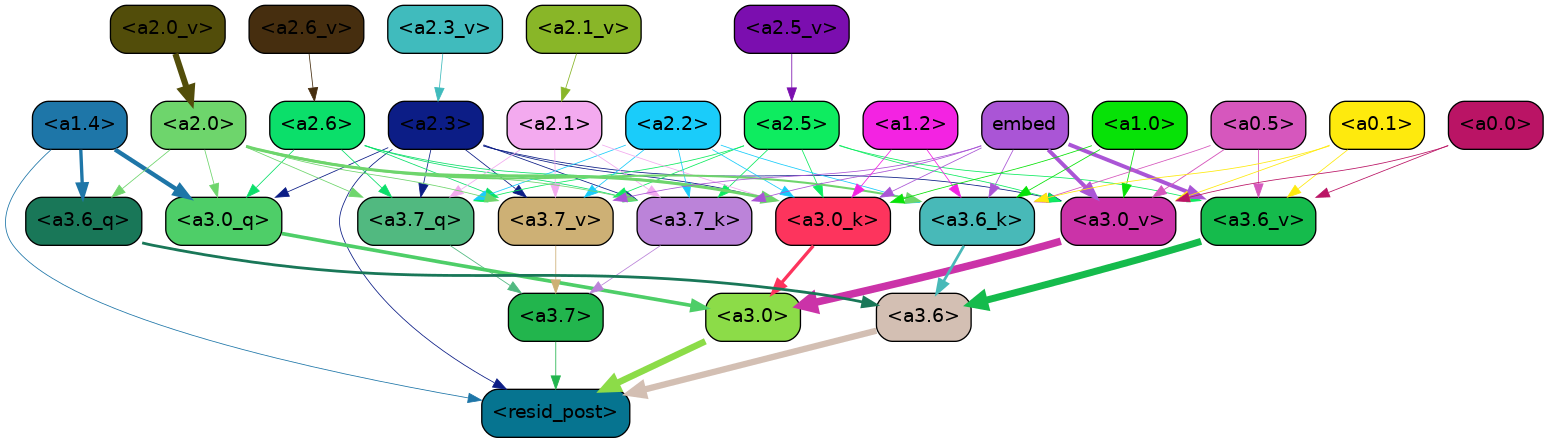 <a2.0_v> <a2.6_v> <a2.3_v> <a2.1_v> <a2.5_v>
<a1.4> <a2.0> <a2.6> <a2.3> <a2.1> <a2.2> <a2.5> <a1.2> embed <a1.0> <a0.5> <a0.1> <a0.0>
<a3.6_q> <a3.0_q> <a3.7_q> <a3.7_v> <a3.7_k> <a3.0_k> <a3.6_k> <a3.0_v> <a3.6_v>
<a3.7> <a3.0> <a3.6>
<resid_post>